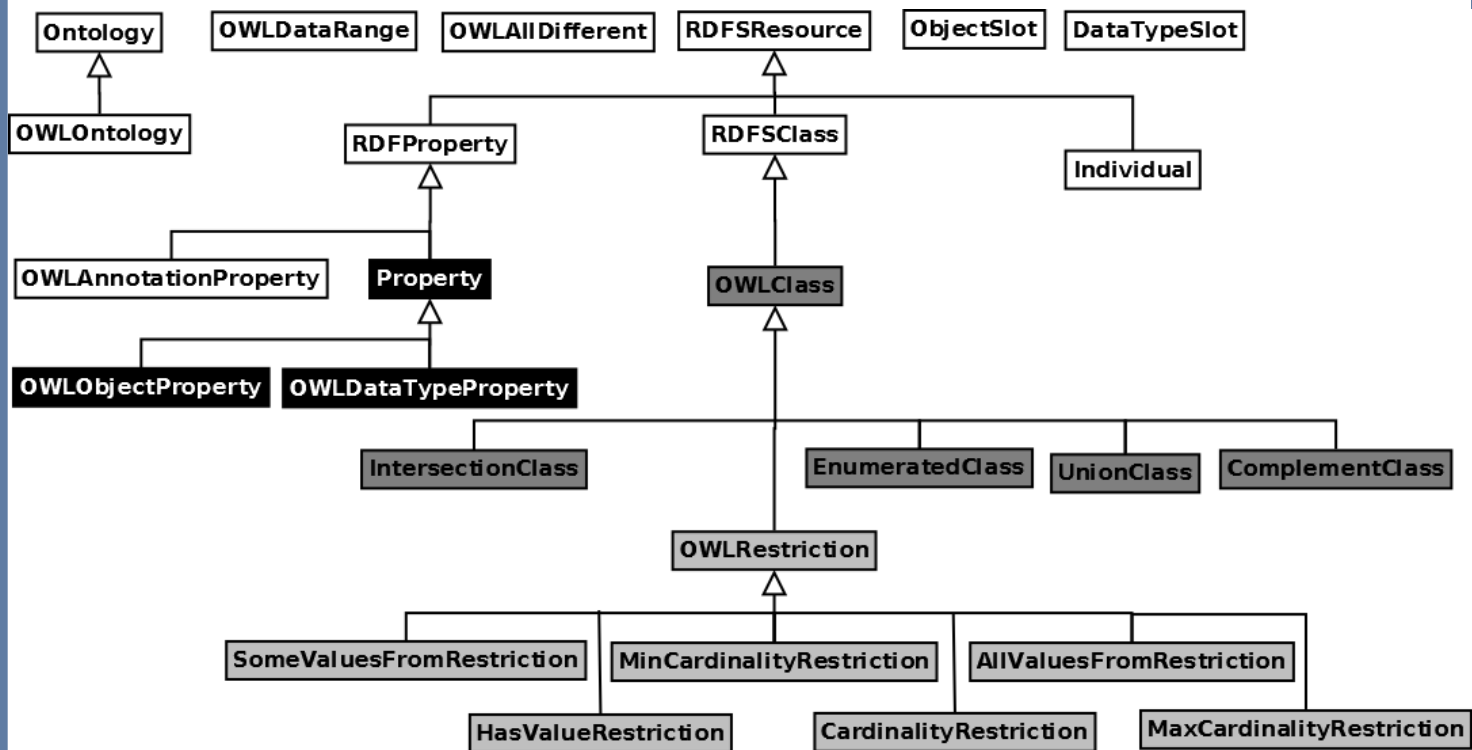 Ontology
OWLDataRange
OWLAllDifferent
RDFSResource
ObjectSlot
DataTypeSlot
OWLOntology
RDFProperty
RDFSClass
Individual
OWLAnnotationProperty
Property
OWLClass
OWLObjectProperty
OWLDataTypeProperty
IntersectionClass
EnumeratedClass
UnionClass
ComplementClass
OWLRestriction
SomeValuesFromRestriction
MinCardinalityRestriction
AllValuesFromRestriction
HasValueRestriction
CardinalityRestriction
MaxCardinalityRestriction